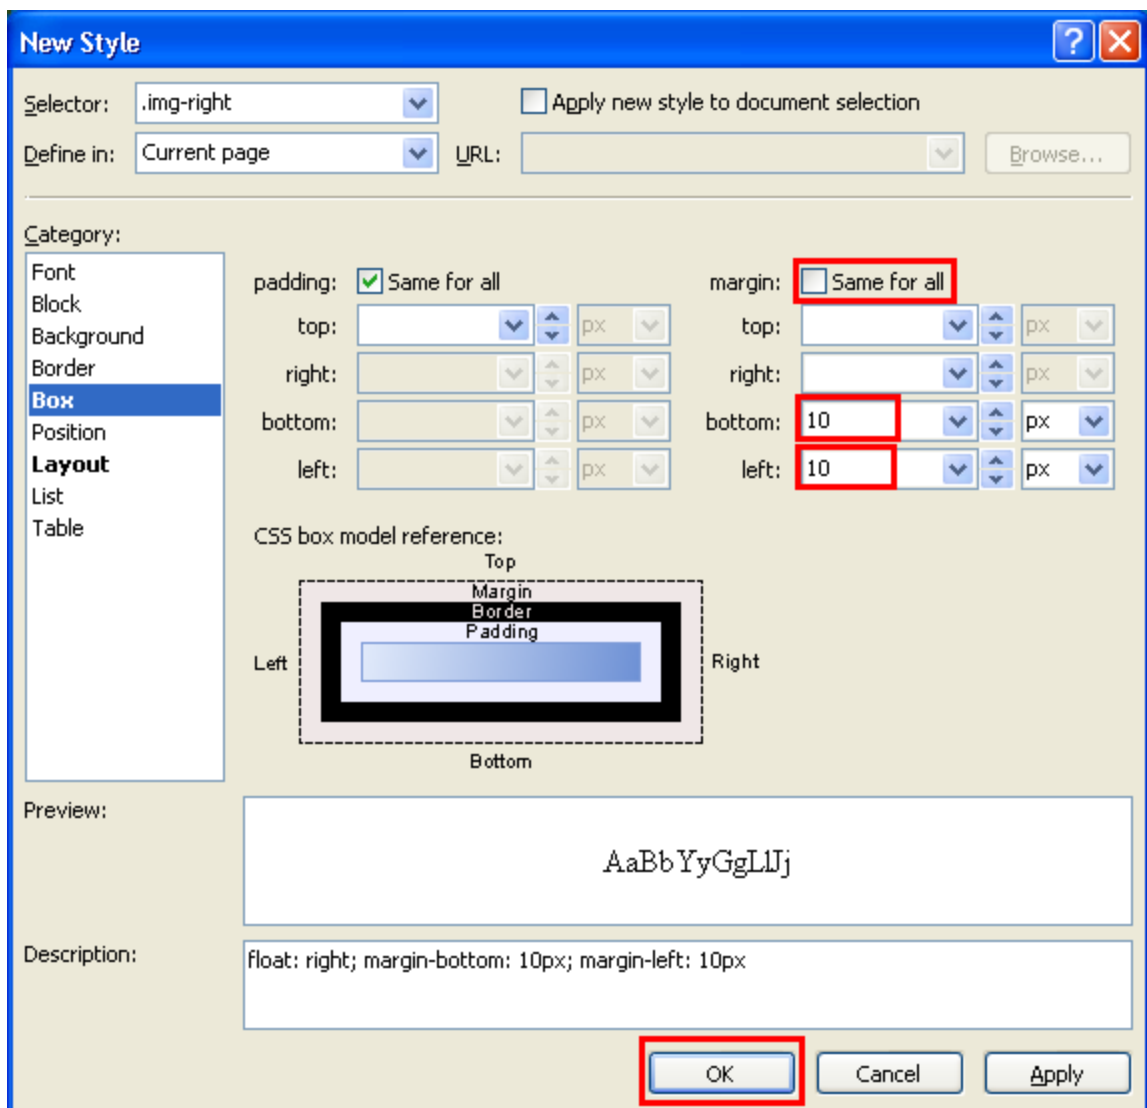 New Style
Selector: .img-right Apply new style to document selection
Define in: Current page URL: Browse...
Category:
Font
Block
Background
Border
Box
Position
Layout
List
Table
padding: Same for all margin: Same for all
top: px top: px
right: px right: px
bottom: px bottom: 10 px
left: px left: 10 px
CSS box model reference:
Top
Margin
Border
Padding
Left Right
Bottom
Preview:
AaBbYyGgLlJj
Description:
float: right; margin-bottom: 10px; margin-left: 10px
OK Cancel Apply